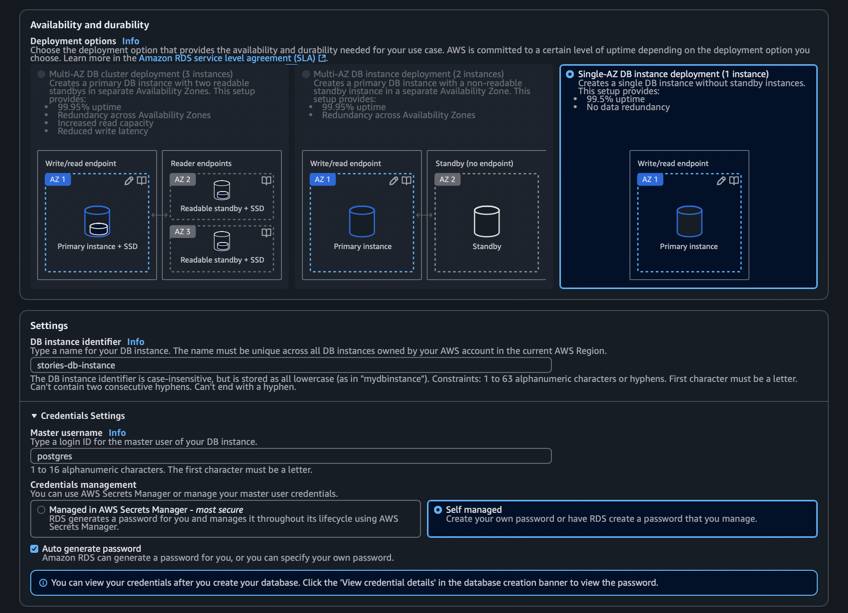 Availability and durability
Deployment options Info
Choose the deployment option that provides the availability and durability needed for your use case. AWS is committed to a certain level of uptime depending on the deployment option you
choose. Learn more in the Amazon RDS service level agreement (SLA).
Multi-AZ DB cluster deployment (3 instances)
Creates a primary DB instance with two readable
standbys in separate Availability Zones. This setup
provides:
• 99.95% uptime
• Redundancy across Availability Zones
• Increased read capacity
• Reduced write latency
Write/read endpoint
AZ 1
Primary instance + SSD
Reader endpoints
AZ 2
Readable standby + SSD
AZ 3
Readable standby + SSD
Multi-AZ DB instance deployment (2 instances)
Creates a primary DB instance with a non-readable
standby instance in a separate Availability Zone. This
setup provides:
• 99.95% uptime
• Redundancy across Availability Zones
Write/read endpoint
AZ 1
Primary instance
Standby (no endpoint)
AZ 2
Standby
Single-AZ DB instance deployment (1 instance)
Creates a single DB instance without standby instances.
This setup provides:
• 99.5% uptime
• No data redundancy
Write/read endpoint
AZ 1
Primary instance
Settings
DB instance identifier Info
Type a name for your DB instance. The name must be unique across all DB instances owned by your AWS account in the current AWS Region.
stories-db-instance
The DB instance identifier is case-insensitive, but is stored as all lowercase (as in "mydbinstance"). Constraints: 1 to 63 alphanumeric characters or hyphens. First character must be a letter.
Can't contain two consecutive hyphens. Can't end with a hyphen.
▼ Credentials Settings
Master username Info
Type a login ID for the master user of your DB instance.
postgres
1 to 16 alphanumeric characters. The first character must be a letter.
Credentials management
You can use AWS Secrets Manager or manage your master user credentials.
Managed in AWS Secrets Manager - most secure
RDS generates a password for you and manages it throughout its lifecycle using AWS
Secrets Manager.
Self managed
Create your own password or have RDS create a password that you manage.
Auto generate password
Amazon RDS can generate a password for you, or you can specify your own password.
You can view your credentials after you create your database. Click the 'View credential details' in the database creation banner to view the password.